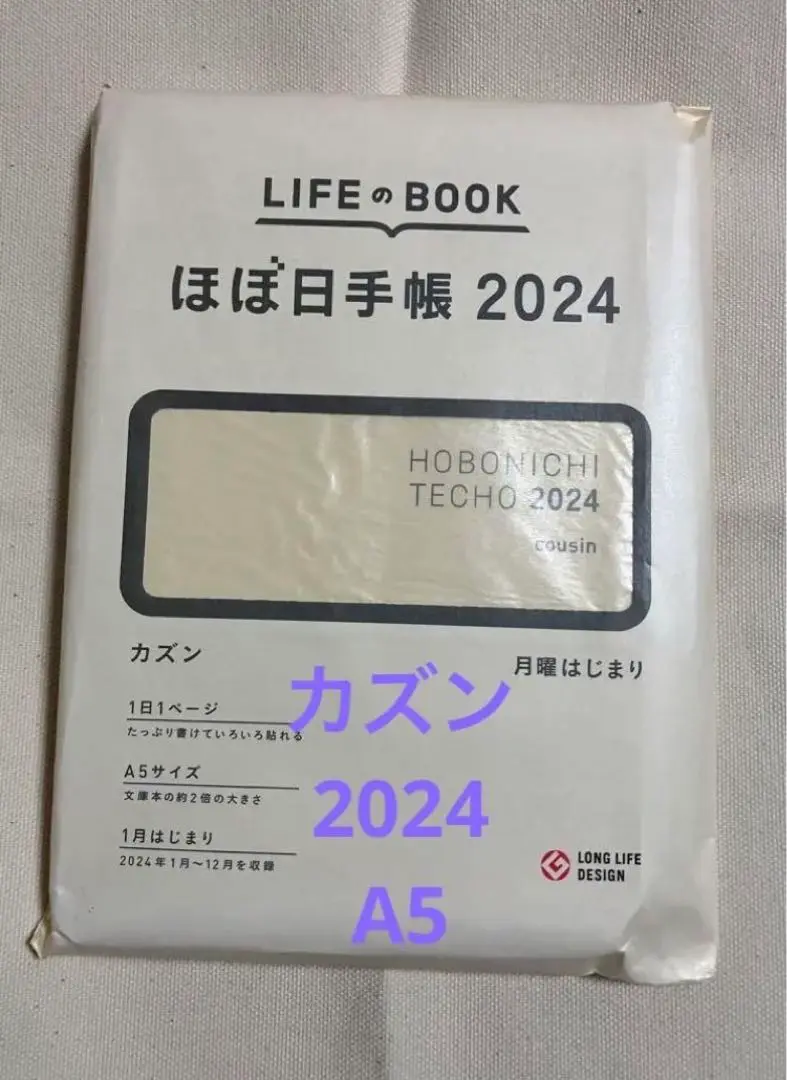 LIFEのBOOK
ほぼ日手帳 2024
HOBONICHI
TECHO 2024
cousin
カズン
月曜はじまり
1日1ページ
たっぷり書けていろいろ貼れる
A5サイズ
文庫本の約2倍の大きさ
1月はじまり
2024年1月〜12月を収録
LONG LIFE
DESIGN
カズン
2024
A5